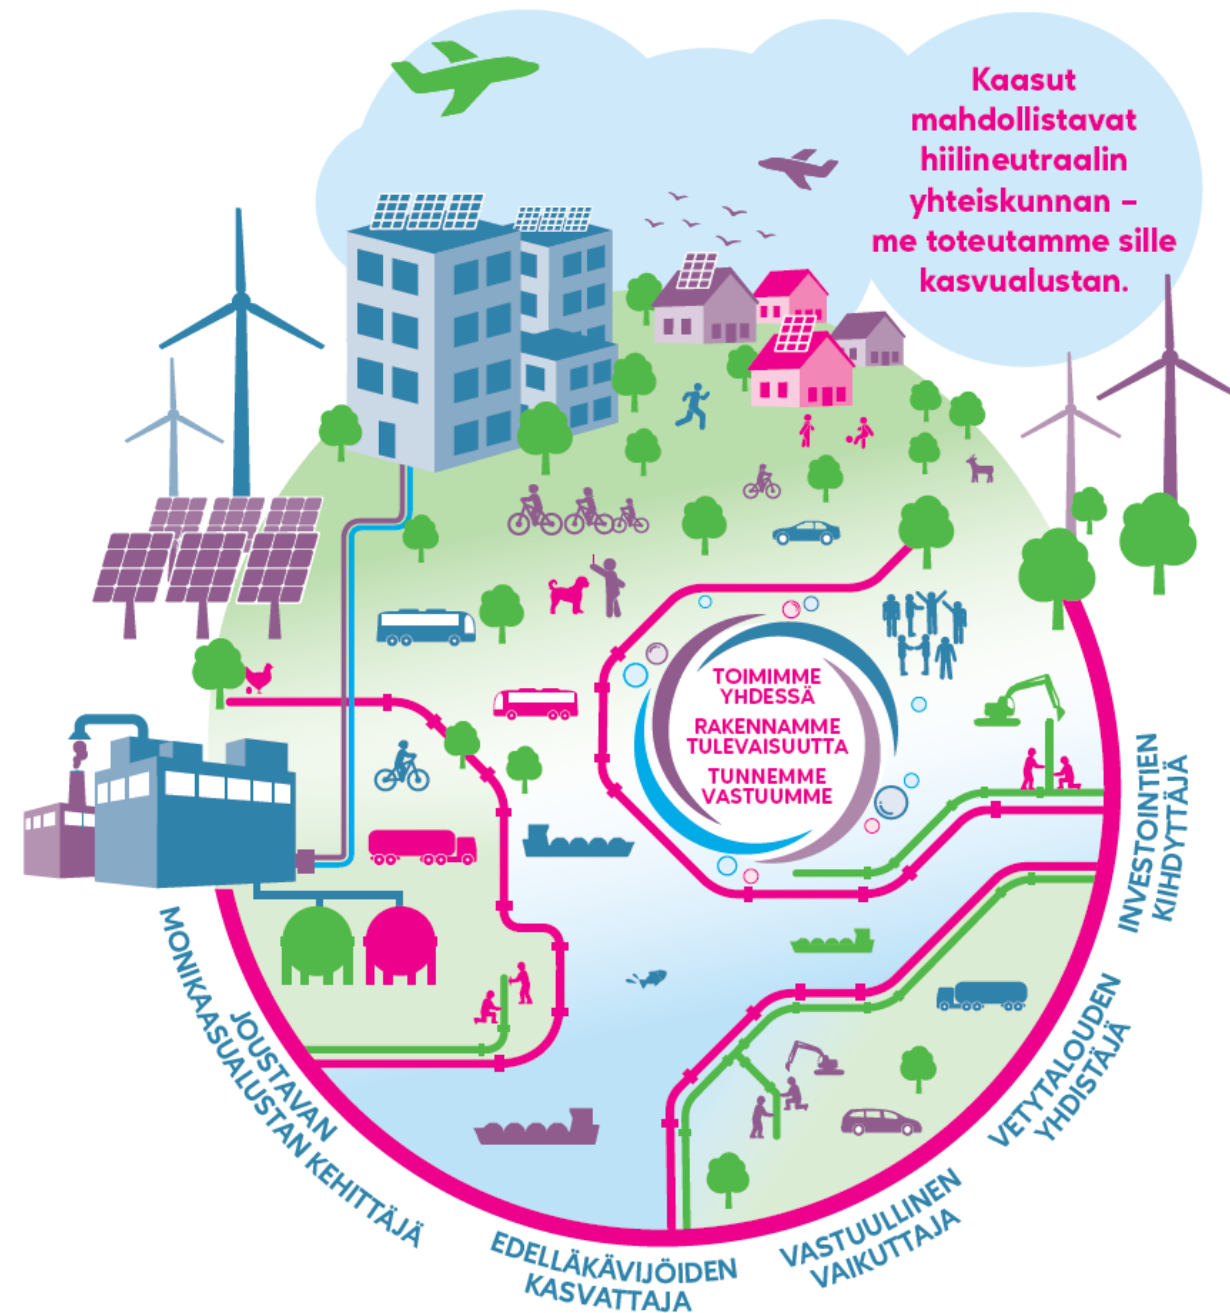 Kaasut
mahdollistavat
hiilineutraalin
yhteiskunnan –
me toteutamme sille
kasvualustan.
TOIMIMME
YHDESSÄ
RAKENNAMME
TULEVAISUUTTA
TUNNEMME
VASTUUMME
JOUSTAVAN
MONIKAASUALUSTAN KEHITTÄJÄ
EDELLÄKÄVIJÖIDEN
KASVATTAJA
VASTUULLINEN
VAIKUTTAJA
VETYTALOUDEN
YHDISTÄJÄ
INVESTOINTIEN
KIIHDYTTÄJÄ